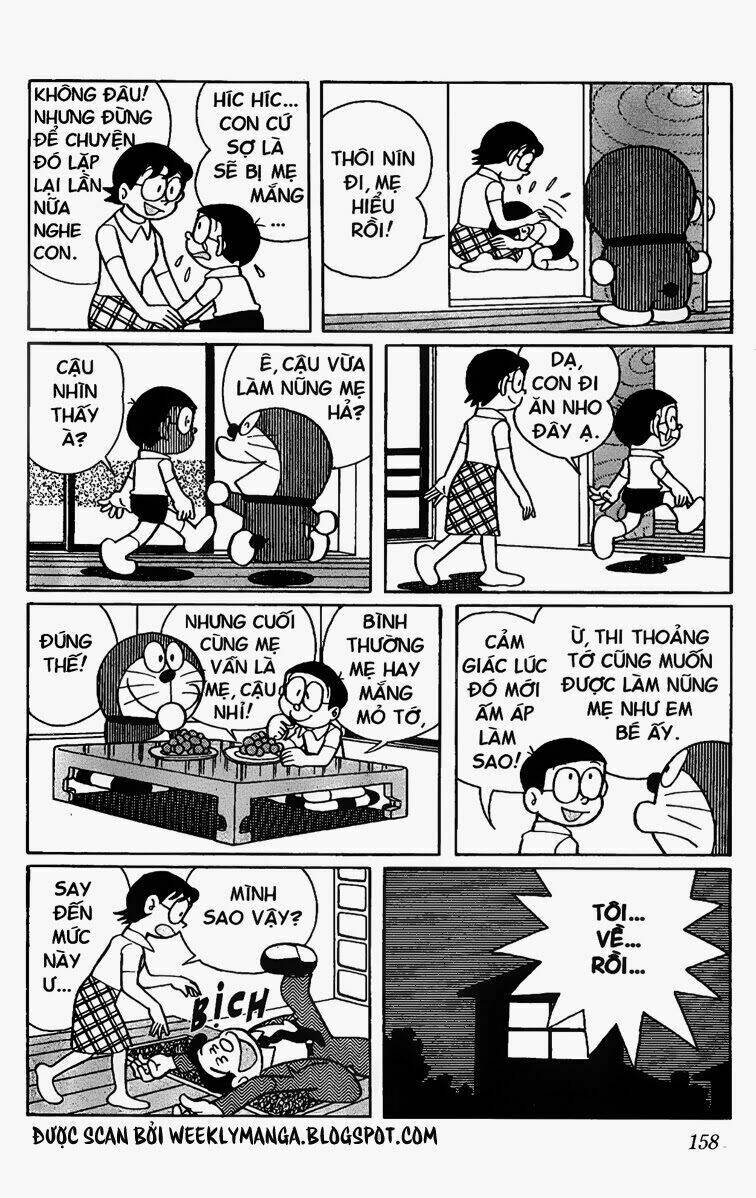 KHÔNG ĐÂU!
NHƯNG ĐỪNG
ĐỂ CHUYỆN
ĐÓ LẶP
LẠI LẦN
NỮA
NGHE
CON.
HÍC HÍC...
CON CỨ
SỢ LÀ
SẼ BỊ MẸ
MẮNG
...
THÔI NÍN
ĐI, MẸ
HIỂU
RỒI!
CẬU
NHÌN
THẤY
À?
Ê, CẬU VỪA
LÀM NŨNG MẸ
HẢ?
DẠ,
CON ĐI
ĂN NHO
ĐÂY Ạ.
ĐÚNG
THẾ!
NHƯNG CUỐI
CÙNG MẸ
VẪN LÀ
MẸ, CẬU
NHỈ!
BÌNH
THƯỜNG
MẸ HAY
MẮNG
MỎ TỚ,
CẢM
GIÁC LÚC
ĐÓ MỚI
ẤM ÁP
LÀM
SAO!
Ừ, THI THOẢNG
TỚ CŨNG MUỐN
ĐƯỢC LÀM NŨNG
MẸ NHƯ EM
BÉ ẤY.
SAY
ĐẾN
MỨC
NÀY
Ư...
MÌNH
SAO VẬY?
BỊCH
TÔI...
VỀ...
RỒI...
ĐƯỢC SCAN BỞI WEEKLYMANGA.BLOGSPOT.COM
158